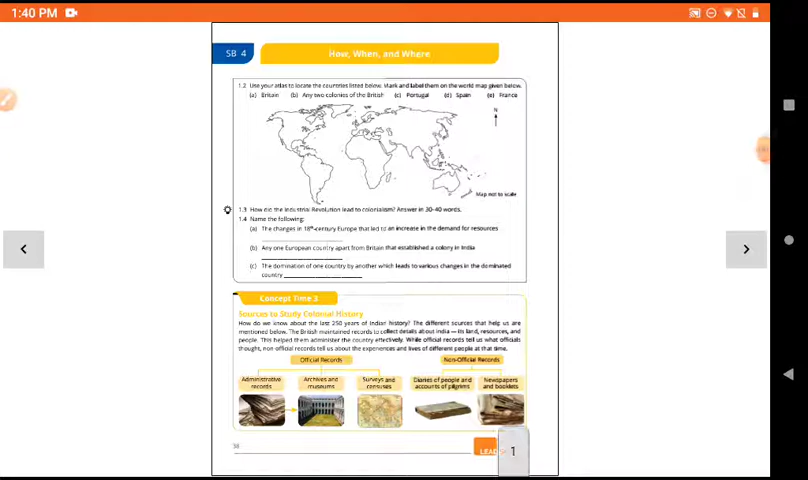 1:40 PM
SB 4
How, When, and Where
1.2 Use your atlas to locate the countries listed below. Mark and label them on the world map given below.
(a) Britain (b) Any two colonies of the British (c) Portugal (d) Spain (e) France
N
Map not to scale
1.3 How did the Industrial Revolution lead to colonialism? Answer in 30-40 words.
1.4 Name the following:
(a) The changes in 18th-century Europe that led to an increase in the demand for resources
(b) Any one European country apart from Britain that established a colony in India
(c) The domination of one country by another which leads to various changes in the dominated
country
Concept Time 3
Sources to Study Colonial History
How do we know about the last 250 years of Indian history? The different sources that help us are
mentioned below. The British maintained records to collect details about India — its land, resources, and
people. This helped them administer the country effectively. While official records tell us what officials
thought, non-official records tell us about the experiences and lives of different people at that time.
Official Records
Non-Official Records
Administrative records
Archives and museums
Surveys and censuses
Diaries of people and accounts of pilgrims
Newspapers and booklets
58
LEAD
1